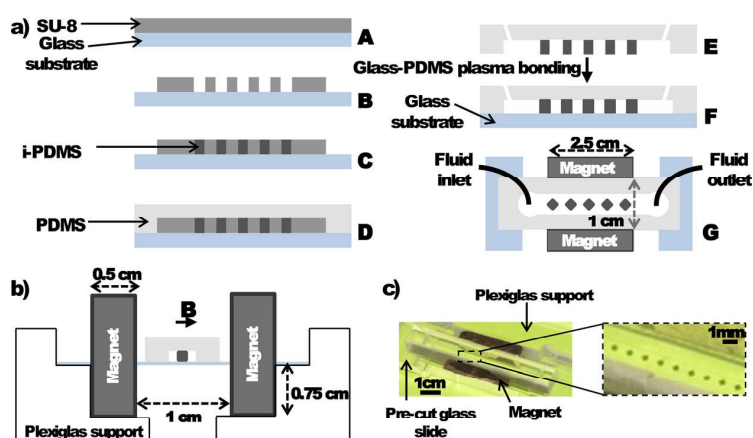 a)
SU-8
Glass
substrate
A
B
i-PDMS
C
PDMS
D
E
Glass-PDMS plasma bonding
Glass
substrate
F
2.5 cm
Magnet
Fluid
inlet
Fluid
outlet
1 cm
Magnet
G
b)
0.5 cm
B
Magnet
Magnet
1 cm
0.75 cm
Plexiglas support
c)
Plexiglas support
1mm
1cm
Pre-cut glass
slide
Magnet